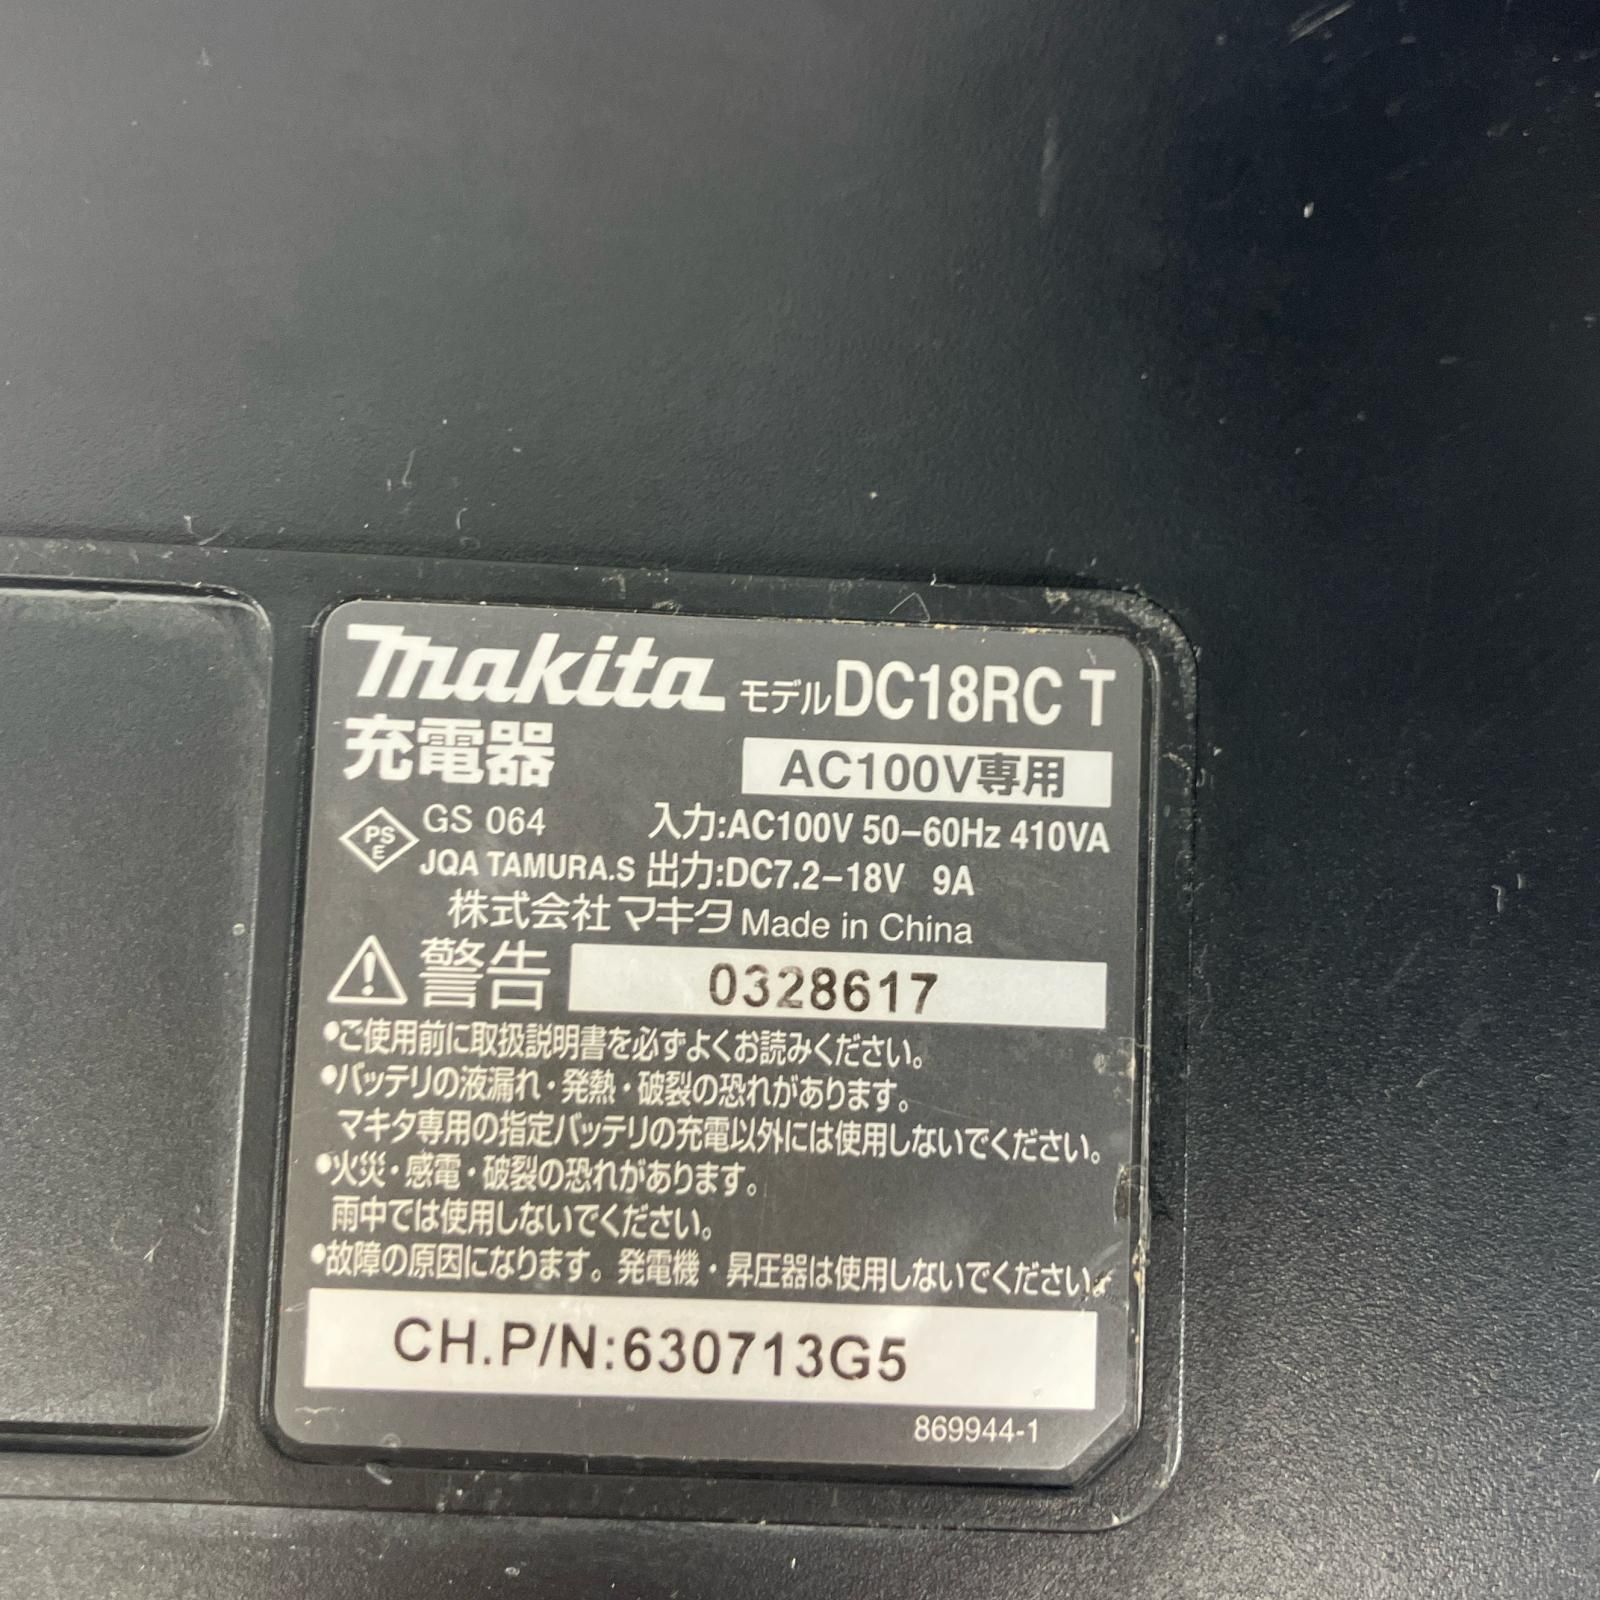 makita モデルDC18RC T
充電器 AC100V専用
PSE GS 064 入力:AC100V 50-60Hz 410VA
JQA TAMURA.S 出力:DC7.2-18V 9A
株式会社マキタ Made in China
警告 0328617
•ご使用前に取扱説明書を必ずよくお読みください。
•バッテリの液漏れ・発熱・破裂の恐れがあります。
マキタ専用の指定バッテリの充電以外には使用しないでください。
•火災・感電・破裂の恐れがあります。
雨中では使用しないでください。
•故障の原因になります。発電機・昇圧器は使用しないでください。
CH.P/N:630713G5
869944-1